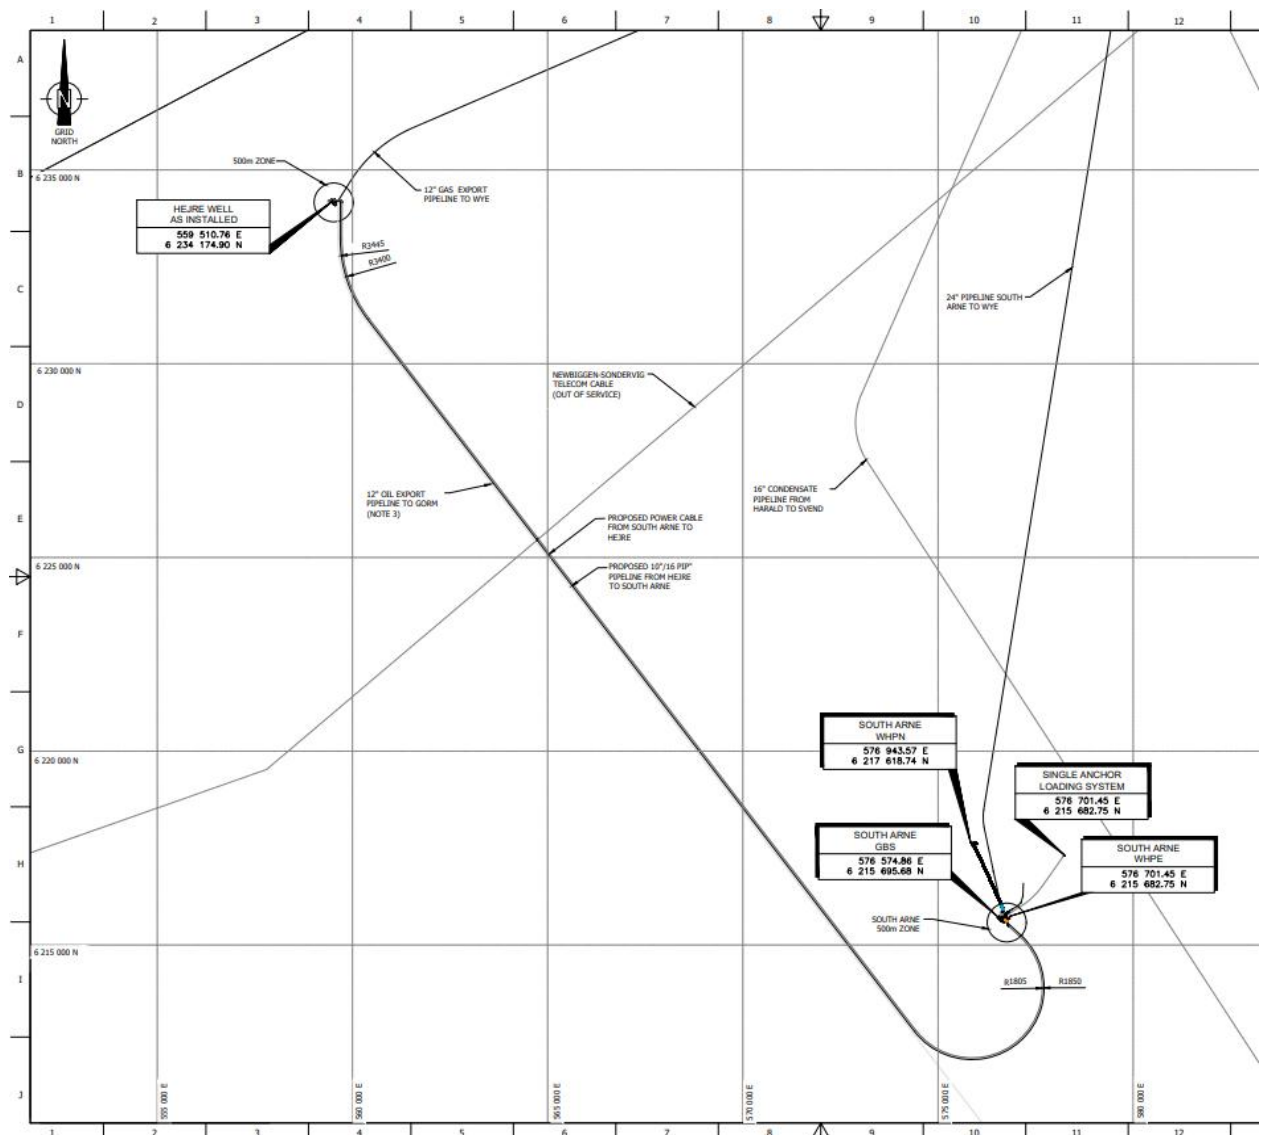 1 2 3 4 5 6 7 8 9 10 11 12
A
N
GRID
NORTH
B
6 235 000 N
500m ZONE
12" GAS EXPORT
PIPELINE TO WYE
HEJRE WELL
AS INSTALLED
559 510.76 E
6 234 174.90 N
R3445
R3400
C
24" PIPELINE SOUTH
ARNE TO WYE
6 230 000 N
D
NEWBIGGEN-SONDERVIG
TELECOM CABLE
(OUT OF SERVICE)
12" OIL EXPORT
PIPELINE TO GORM
(NOTE 3)
16" CONDENSATE
PIPELINE FROM
HARALD TO SVEND
E
PROPOSED POWER CABLE
FROM SOUTH ARNE TO
HEJRE
6 225 000 N
PROPOSED 10"/16 PIP"
PIPELINE FROM HEJRE
TO SOUTH ARNE
F
SOUTH ARNE
WHPN
576 943.57 E
6 217 618.74 N
G
6 220 000 N
SINGLE ANCHOR
LOADING SYSTEM
576 701.45 E
6 215 682.75 N
SOUTH ARNE
GBS
576 574.86 E
6 215 695.68 N
SOUTH ARNE
WHPE
576 701.45 E
6 215 682.75 N
H
SOUTH ARNE
500m ZONE
6 215 000 N
I
R1805
R1850
J
555 000 E
560 000 E
565 000 E
570 000 E
575 000 E
580 000 E
1 2 3 4 5 6 7 8 9 10 11 12